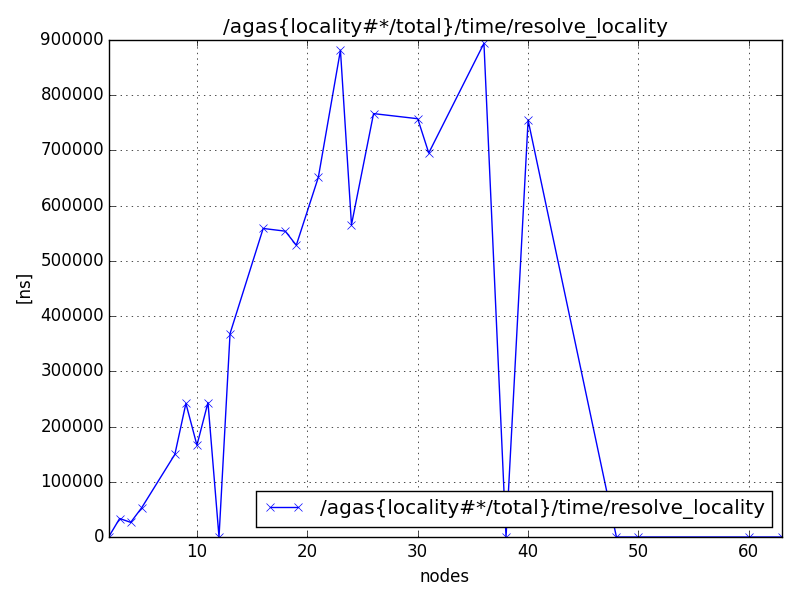 /agas{locality#*/total}/time/resolve_locality
900000
800000
700000
600000
500000
400000
300000
200000
100000
0
[ns]
/agas{locality#*/total}/time/resolve_locality
10 20 30 40 50 60
nodes